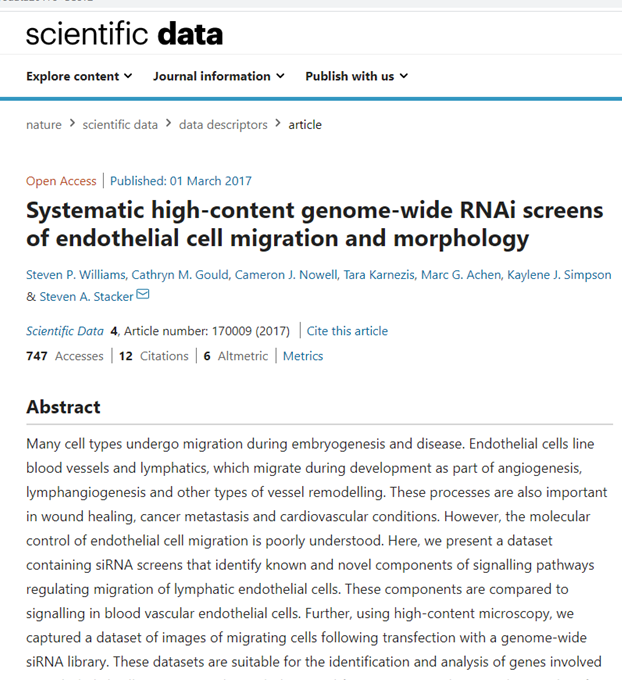 scientific data
Explore content Journal information Publish with us
nature > scientific data > data descriptors > article
Open Access | Published: 01 March 2017
Systematic high-content genome-wide RNAi screens
of endothelial cell migration and morphology
Steven P. Williams, Cathryn M. Gould, Cameron J. Nowell, Tara Karnezis, Marc G. Achen, Kaylene J. Simpson
& Steven A. Stacker
Scientific Data 4, Article number: 170009 (2017) | Cite this article
747 Accesses | 12 Citations | 6 Altmetric | Metrics
Abstract
Many cell types undergo migration during embryogenesis and disease. Endothelial cells line
blood vessels and lymphatics, which migrate during development as part of angiogenesis,
lymphangiogenesis and other types of vessel remodelling. These processes are also important
in wound healing, cancer metastasis and cardiovascular conditions. However, the molecular
control of endothelial cell migration is poorly understood. Here, we present a dataset
containing siRNA screens that identify known and novel components of signalling pathways
regulating migration of lymphatic endothelial cells. These components are compared to
signalling in blood vascular endothelial cells. Further, using high-content microscopy, we
captured a dataset of images of migrating cells following transfection with a genome-wide
siRNA library. These datasets are suitable for the identification and analysis of genes involved